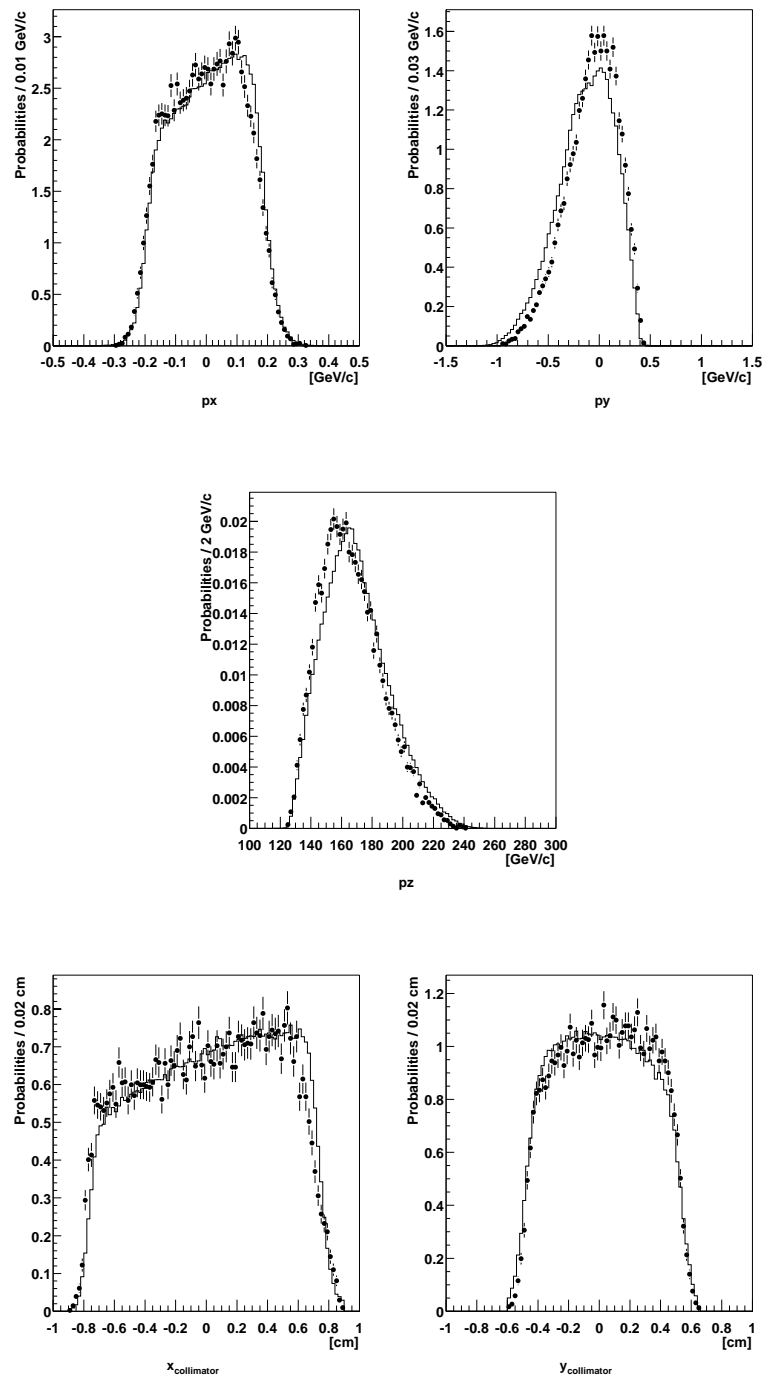 Probabilities / 0.01 GeV/c
3
2.5
2
1.5
1
0.5
0
-0.5 -0.4 -0.3 -0.2 -0.1 0 0.1 0.2 0.3 0.4 0.5
[GeV/c]
px
Probabilities / 0.03 GeV/c
1.6
1.4
1.2
1
0.8
0.6
0.4
0.2
0
-1.5 -1 -0.5 0 0.5 1 1.5
[GeV/c]
py
Probabilities / 2 GeV/c
0.02
0.018
0.016
0.014
0.012
0.01
0.008
0.006
0.004
0.002
0
100 120 140 160 180 200 220 240 260 280 300
[GeV/c]
pz
Probabilities / 0.02 cm
0.8
0.7
0.6
0.5
0.4
0.3
0.2
0.1
0
-1 -0.8 -0.6 -0.4 -0.2 0 0.2 0.4 0.6 0.8 1
[cm]
x collimator
Probabilities / 0.02 cm
1.2
1
0.8
0.6
0.4
0.2
0
-1 -0.8 -0.6 -0.4 -0.2 0 0.2 0.4 0.6 0.8 1
[cm]
y collimator